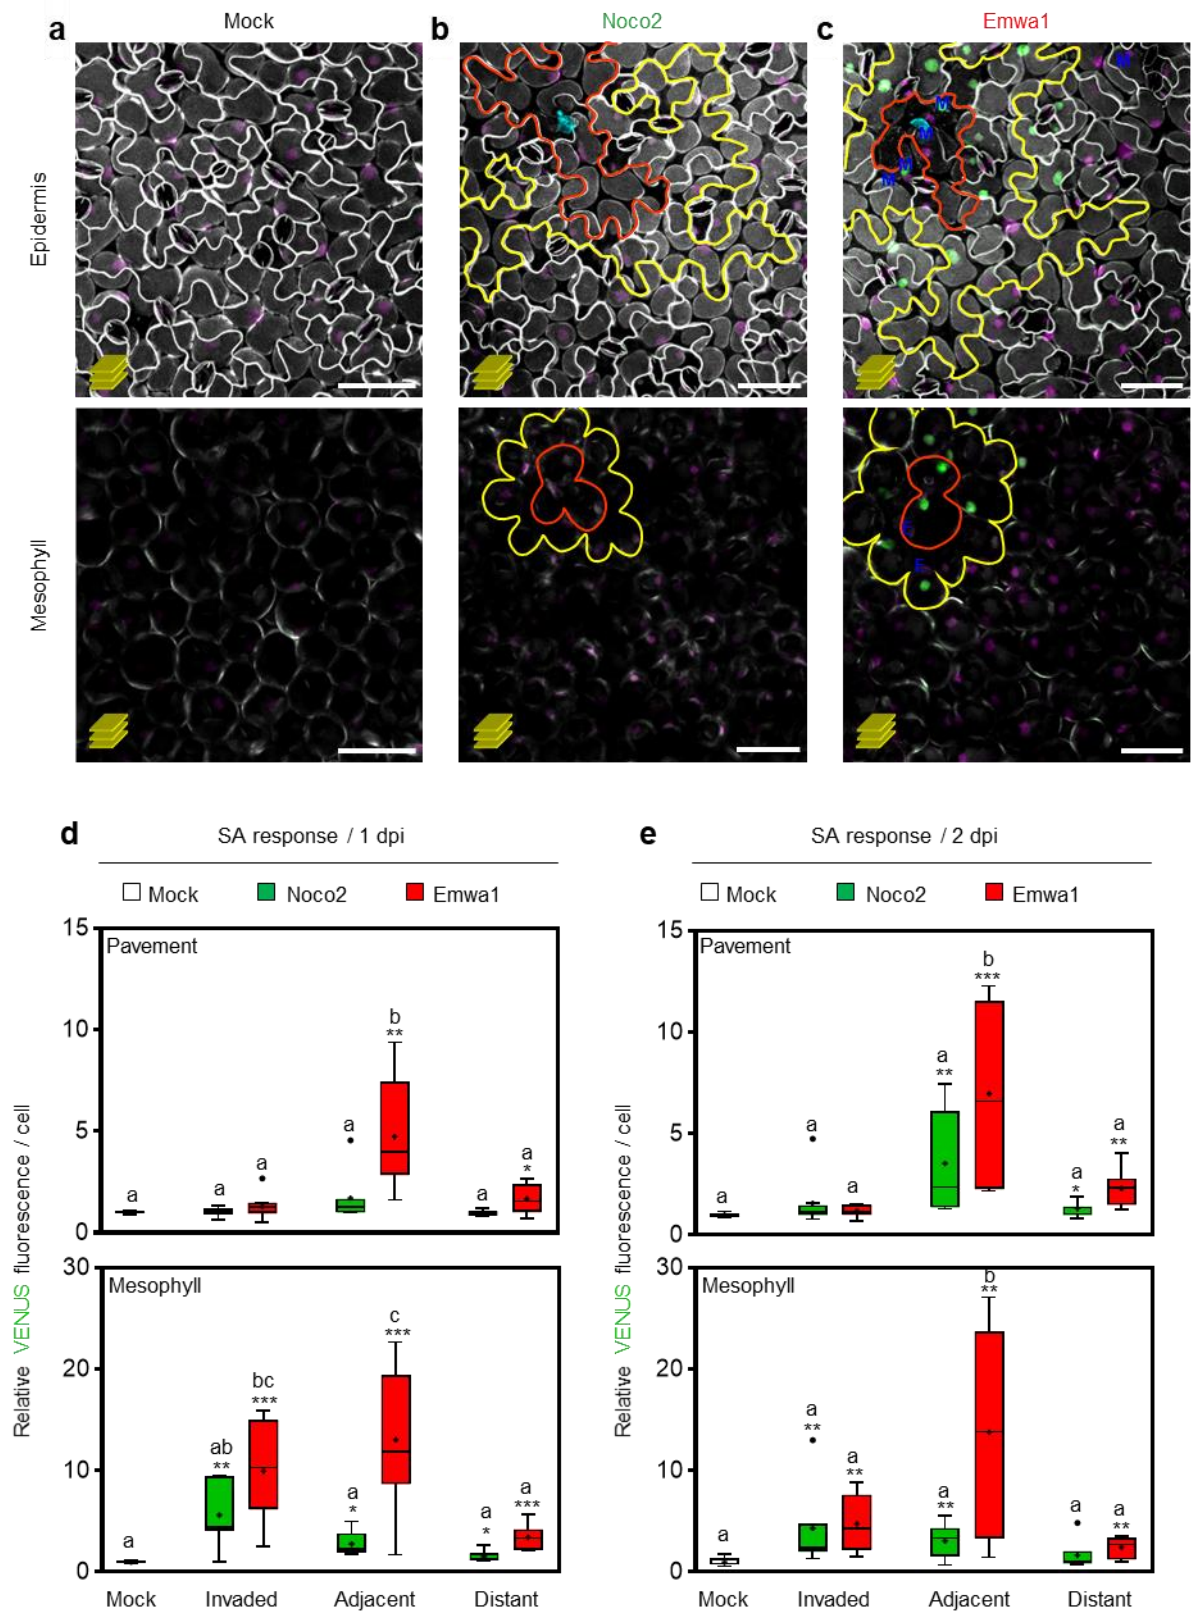 a Mock b Noco2 c Emwa1
Epidermis
M
M
M
M
M
Mesophyll
E
E
d SA response / 1 dpi
Mock Noco2 Emwa1
Relative VENUS fluorescence / cell
15
10
5
0
Pavement
a a a a b ** a a *
30
20
10
0
Mesophyll
a ab ** bc *** a * c *** a * a ***
Mock Invaded Adjacent Distant
e SA response / 2 dpi
Mock Noco2 Emwa1
Relative VENUS fluorescence / cell
15
10
5
0
Pavement
a a a a ** b *** a * a **
30
20
10
0
Mesophyll
a a ** a ** a ** b ** a a **
Mock Invaded Adjacent Distant